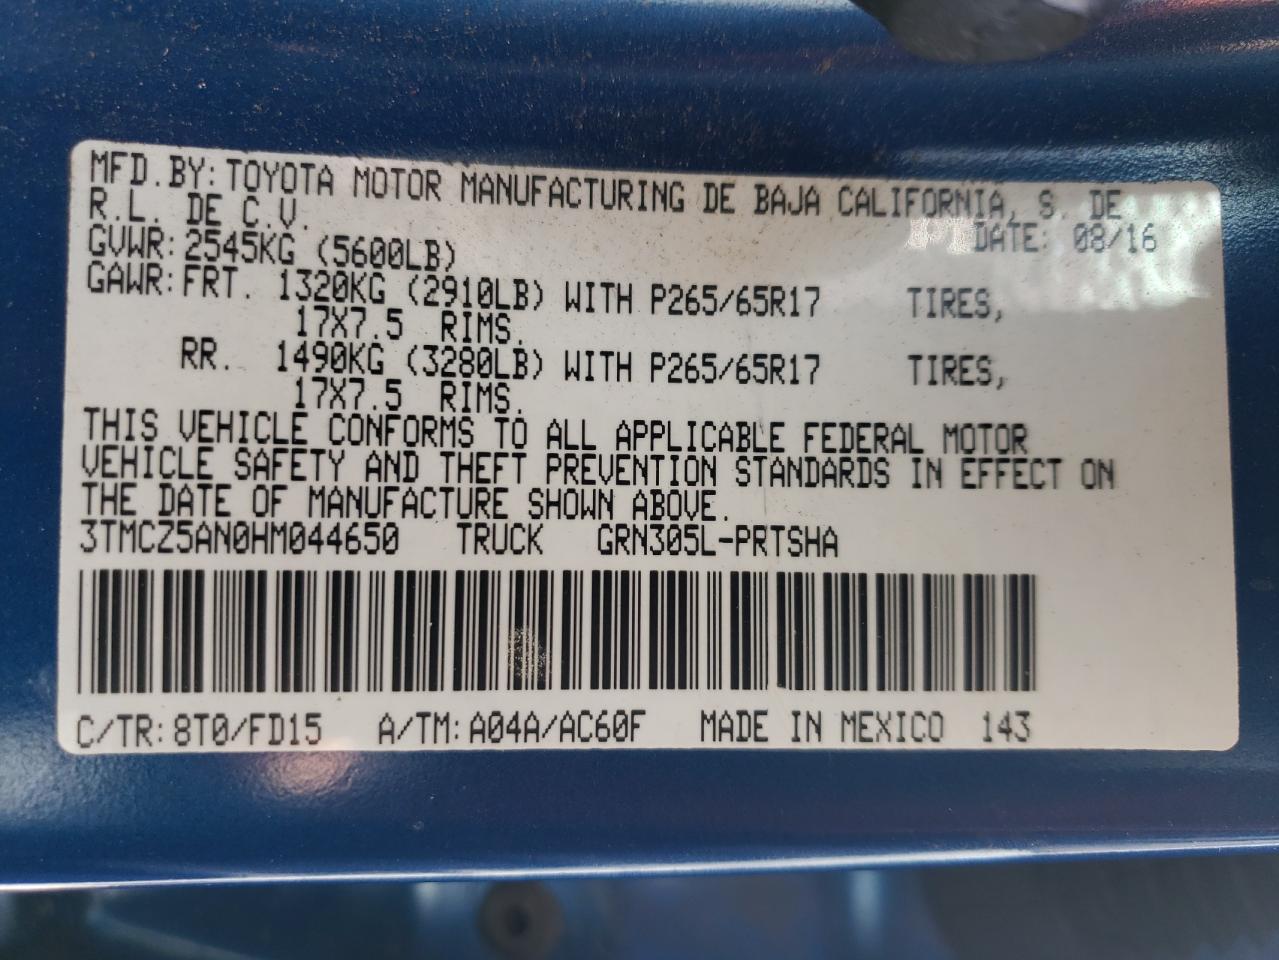 MFD.BY:TOYOTA MOTOR MANUFACTURING DE BAJA CALIFORNIA, S. DE
R.L. DE C.V. DATE: 08/16
GVWR:2545KG (5600LB)
GAWR:FRT. 1320KG (2910LB) WITH P265/65R17 TIRES,
17X7.5 RIMS.
RR. 1490KG (3280LB) WITH P265/65R17 TIRES,
17X7.5 RIMS.
THIS VEHICLE CONFORMS TO ALL APPLICABLE FEDERAL MOTOR
VEHICLE SAFETY AND THEFT PREVENTION STANDARDS IN EFFECT ON
THE DATE OF MANUFACTURE SHOWN ABOVE.
3TMCZ5AN0HM044650 TRUCK GRN305L-PRTSHA
C/TR:8T0/FD15 A/TM:A04A/AC60F MADE IN MEXICO 143